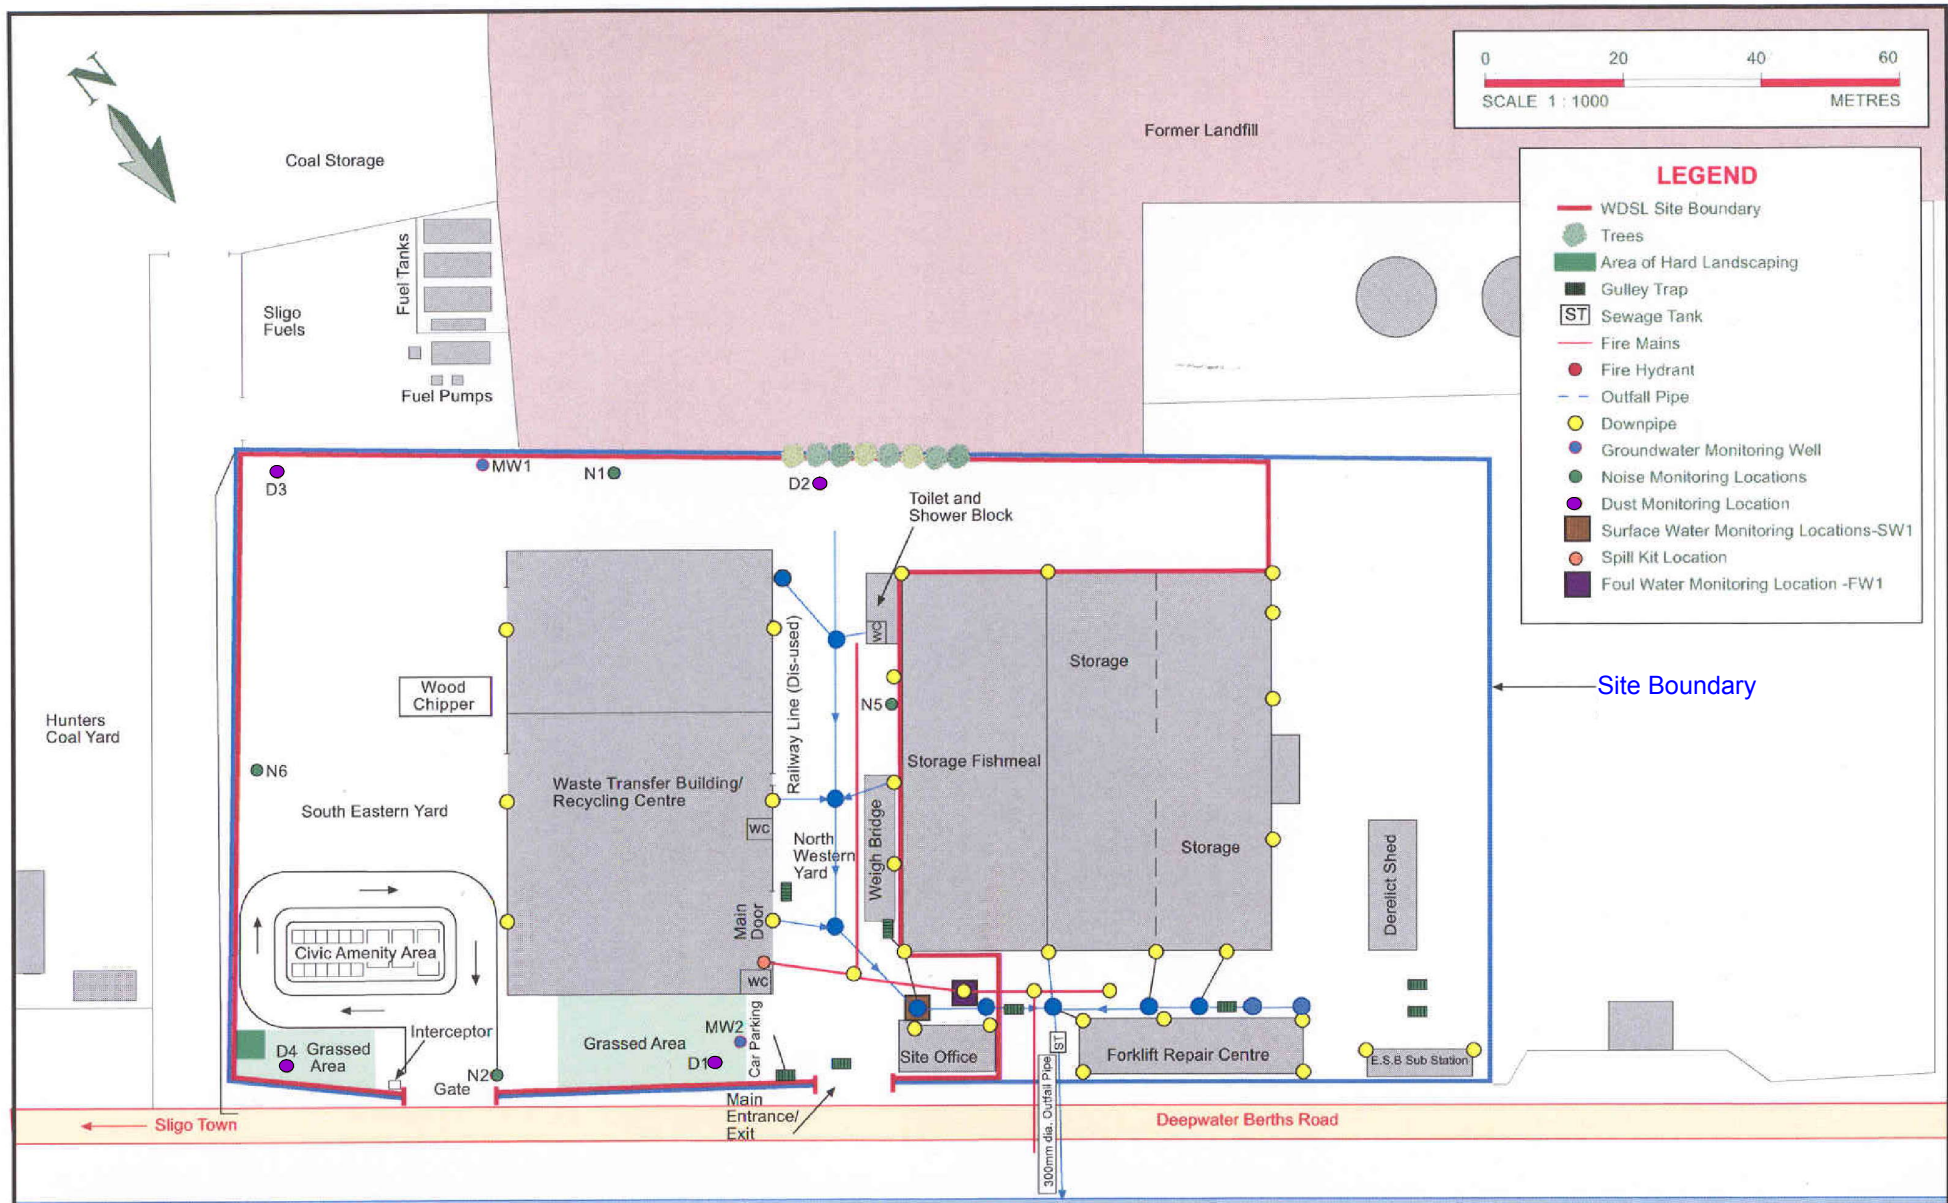 N
0 20 40 60
SCALE 1 : 1000 METRES
Former Landfill
Coal Storage
LEGEND
WDSL Site Boundary
Trees
Area of Hard Landscaping
Gulley Trap
ST Sewage Tank
Fire Mains
Fire Hydrant
Outfall Pipe
Downpipe
Groundwater Monitoring Well
Noise Monitoring Locations
Dust Monitoring Location
Surface Water Monitoring Locations-SW1
Spill Kit Location
Foul Water Monitoring Location -FW1
Fuel Tanks
Sligo
Fuels
Fuel Pumps
D3
MW1
N1
D2
Toilet and
Shower Block
WC
Railway Line (Dis-used)
Storage
Wood
Chipper
N5
Site Boundary
Hunters
Coal Yard
N6
Storage Fishmeal
Waste Transfer Building/
Recycling Centre
South Eastern Yard
WC
North
Western
Yard
Weigh Bridge
Storage
Derelict Shed
Main
Door
Civic Amenity Area
WC
Interceptor
MW2
Car Parking
D4
Grassed
Area
Grassed Area
D1
Site Office
ST
Forklift Repair Centre
E.S.B Sub Station
N2
Gate
Main
Entrance/
Exit
300mm dia. Outfall Pipe
Sligo Town
Deepwater Berths Road